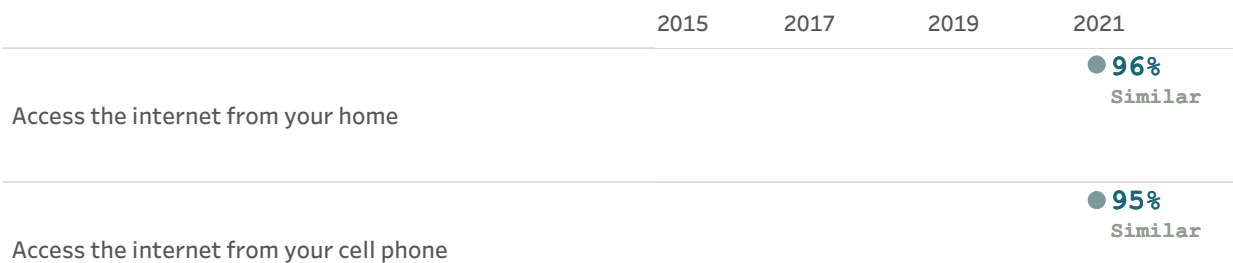 2015 2017 2019 2021
96%
Similar
Access the internet from your home
95%
Similar
Access the internet from your cell phone